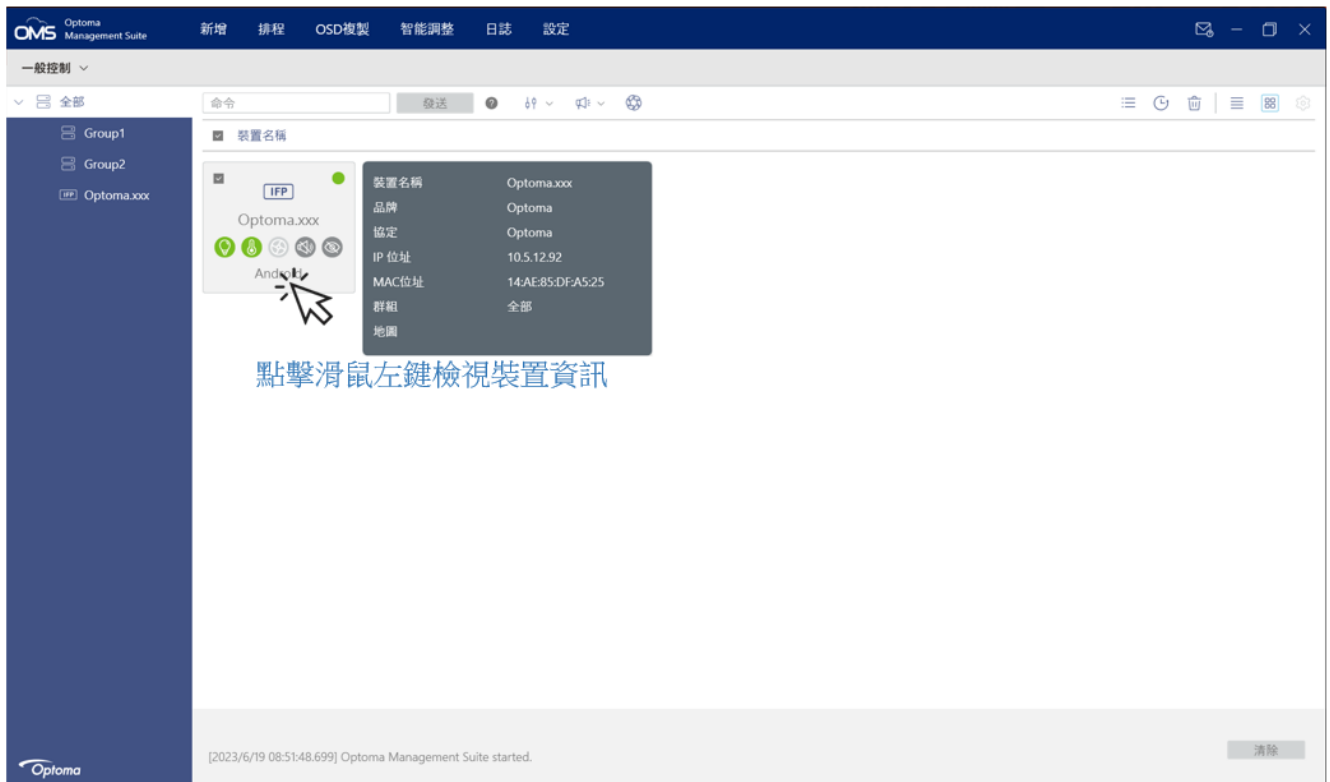 OMS Optoma Management Suite
新增 排程 OSD複製 智能調整 日誌 設定
一般控制
全部
Group1
Group2
IFP Optoma.xxx
命令 發送 ?
裝置名稱
IFP
Optoma.xxx
Android
裝置名稱 Optoma.xxx
品牌 Optoma
協定 Optoma
IP 位址 10.5.12.92
MAC位址 14:AE:85:DF:A5:25
群組 全部
地圖
點擊滑鼠左鍵檢視裝置資訊
[2023/6/19 08:51:48.699] Optoma Management Suite started.
清除
Optoma